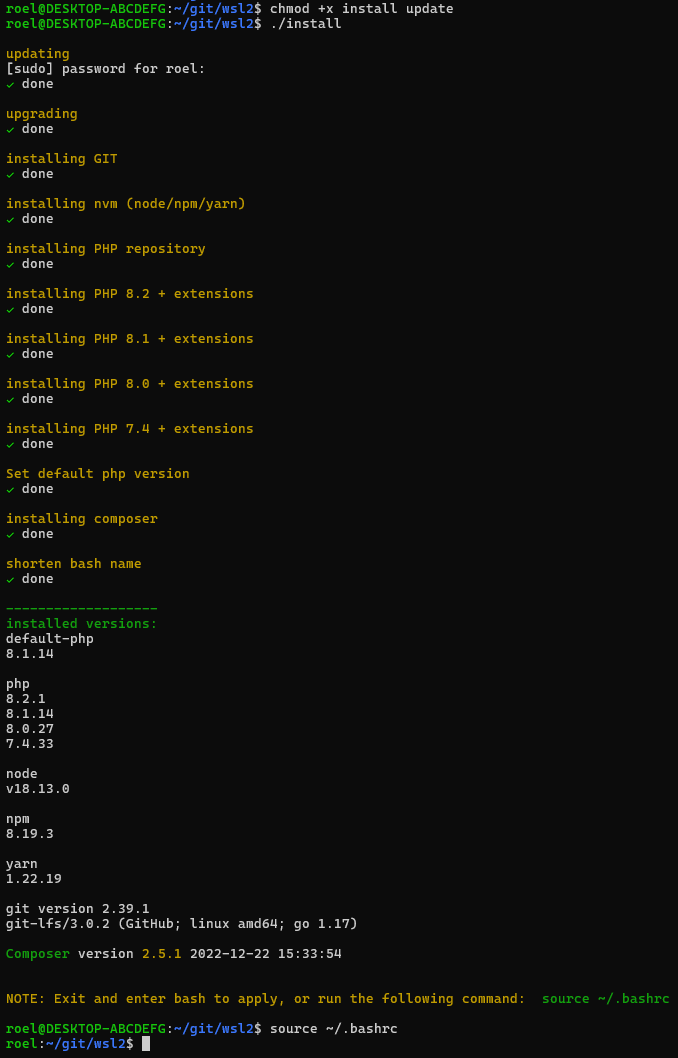 roel@DESKTOP-ABCDEFG:~/git/wsl2$ chmod +x install update
roel@DESKTOP-ABCDEFG:~/git/wsl2$ ./install
updating
[sudo] password for roel:
✓ done
upgrading
✓ done
installing GIT
✓ done
installing nvm (node/npm/yarn)
✓ done
installing PHP repository
✓ done
installing PHP 8.2 + extensions
✓ done
installing PHP 8.1 + extensions
✓ done
installing PHP 8.0 + extensions
✓ done
installing PHP 7.4 + extensions
✓ done
Set default php version
✓ done
installing composer
✓ done
shorten bash name
✓ done
-------------------
installed versions:
default-php
8.1.14
php
8.2.1
8.1.14
8.0.27
7.4.33
node
v18.13.0
npm
8.19.3
yarn
1.22.19
git version 2.39.1
git-lfs/3.0.2 (GitHub; linux amd64; go 1.17)
Composer version 2.5.1 2022-12-22 15:33:54
NOTE: Exit and enter bash to apply, or run the following command:  source ~/.bashrc
roel@DESKTOP-ABCDEFG:~/git/wsl2$ source ~/.bashrc
roel:~/git/wsl2$